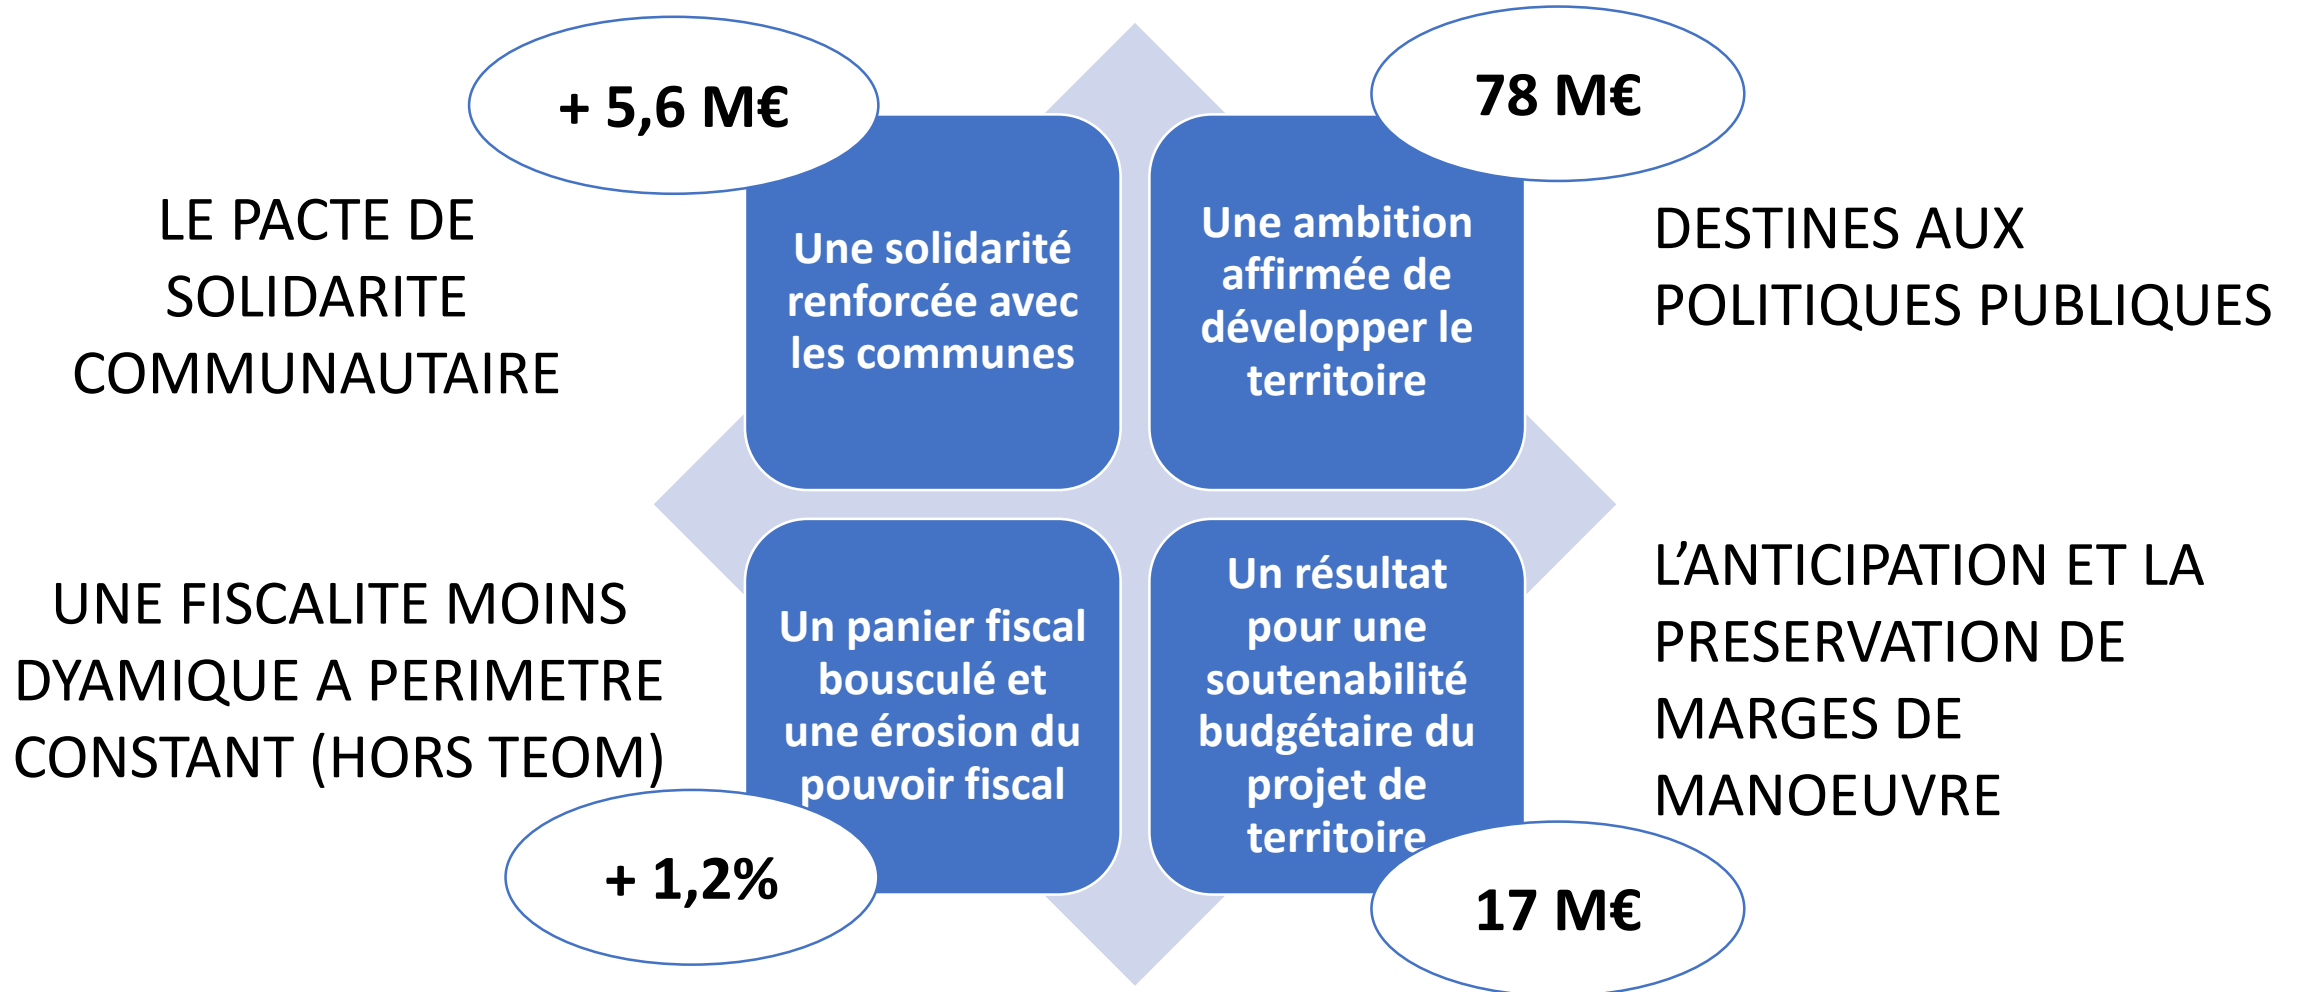 + 5,6 M€
LE PACTE DE
SOLIDARITE
COMMUNAUTAIRE
Une solidarité
renforcée avec
les communes
78 M€
Une ambition
affirmée de
développer le
territoire
DESTINES AUX
POLITIQUES PUBLIQUES
UNE FISCALITE MOINS
DYAMIQUE A PERIMETRE
CONSTANT (HORS TEOM)
Un panier fiscal
bousculé et
une érosion du
pouvoir fiscal
+ 1,2%
Un résultat
pour une
soutenabilité
budgétaire du
projet de
territoire
L’ANTICIPATION ET LA
PRESERVATION DE
MARGES DE
MANOEUVRE
17 M€